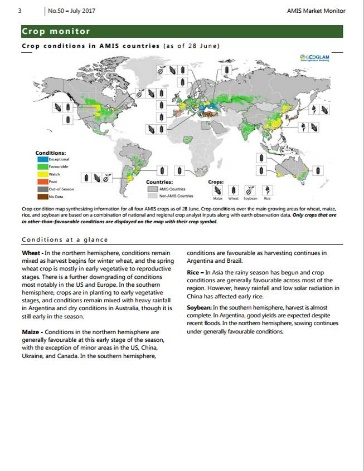 3 No.50 – July 2017 AMIS Market Monitor
Crop monitor
Crop conditions in AMIS countries (as of 28 June)
GEOGLAM
Conditions:
Exceptional
Favourable
Watch
Poor
Out-of-Season
No Data
Countries:
AMIS Countries
Non-AMIS Countries
Crops:
Maize Wheat Soybean Rice
Crop condition map synthesizing information for all four AMIS crops as of 28 June. Crop conditions over the main growing areas for wheat, maize,
rice, and soybean are based on a combination of national and regional crop analyst inputs along with earth observation data. Only crops that are
in other-than-favourable conditions are displayed on the map with their crop symbol.
Conditions at a glance
Wheat - In the northern hemisphere, conditions remain
mixed as harvest begins for winter wheat, and the spring
wheat crop is mostly in early vegetative to reproductive
stages. There is a further downgrading of conditions
most notably in the US and Europe. In the southern
hemisphere, crops are in planting to early vegetative
stages, and conditions remain mixed with heavy rainfall
in Argentina and dry conditions in Australia, though it is
still early in the season.
Maize - Conditions in the northern hemisphere are
generally favourable at this early stage of the season,
with the exception of minor areas in the US, China,
Ukraine, and Canada. In the southern hemisphere,
conditions are favourable as harvesting continues in
Argentina and Brazil.
Rice – In Asia the rainy season has begun and crop
conditions are generally favourable across most of the
region. However, heavy rainfall and low solar radiation in
China has affected early rice.
Soybean: In the southern hemisphere, harvest is almost
complete. In Argentina, good yields are expected despite
recent floods. In the northern hemisphere, sowing continues
under generally favourable conditions.